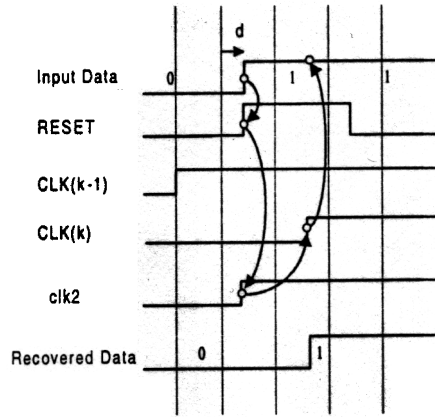 d
Input Data 0 1 1
RESET
CLK(k-1)
CLK(k)
clk2
Recovered Data 0 1